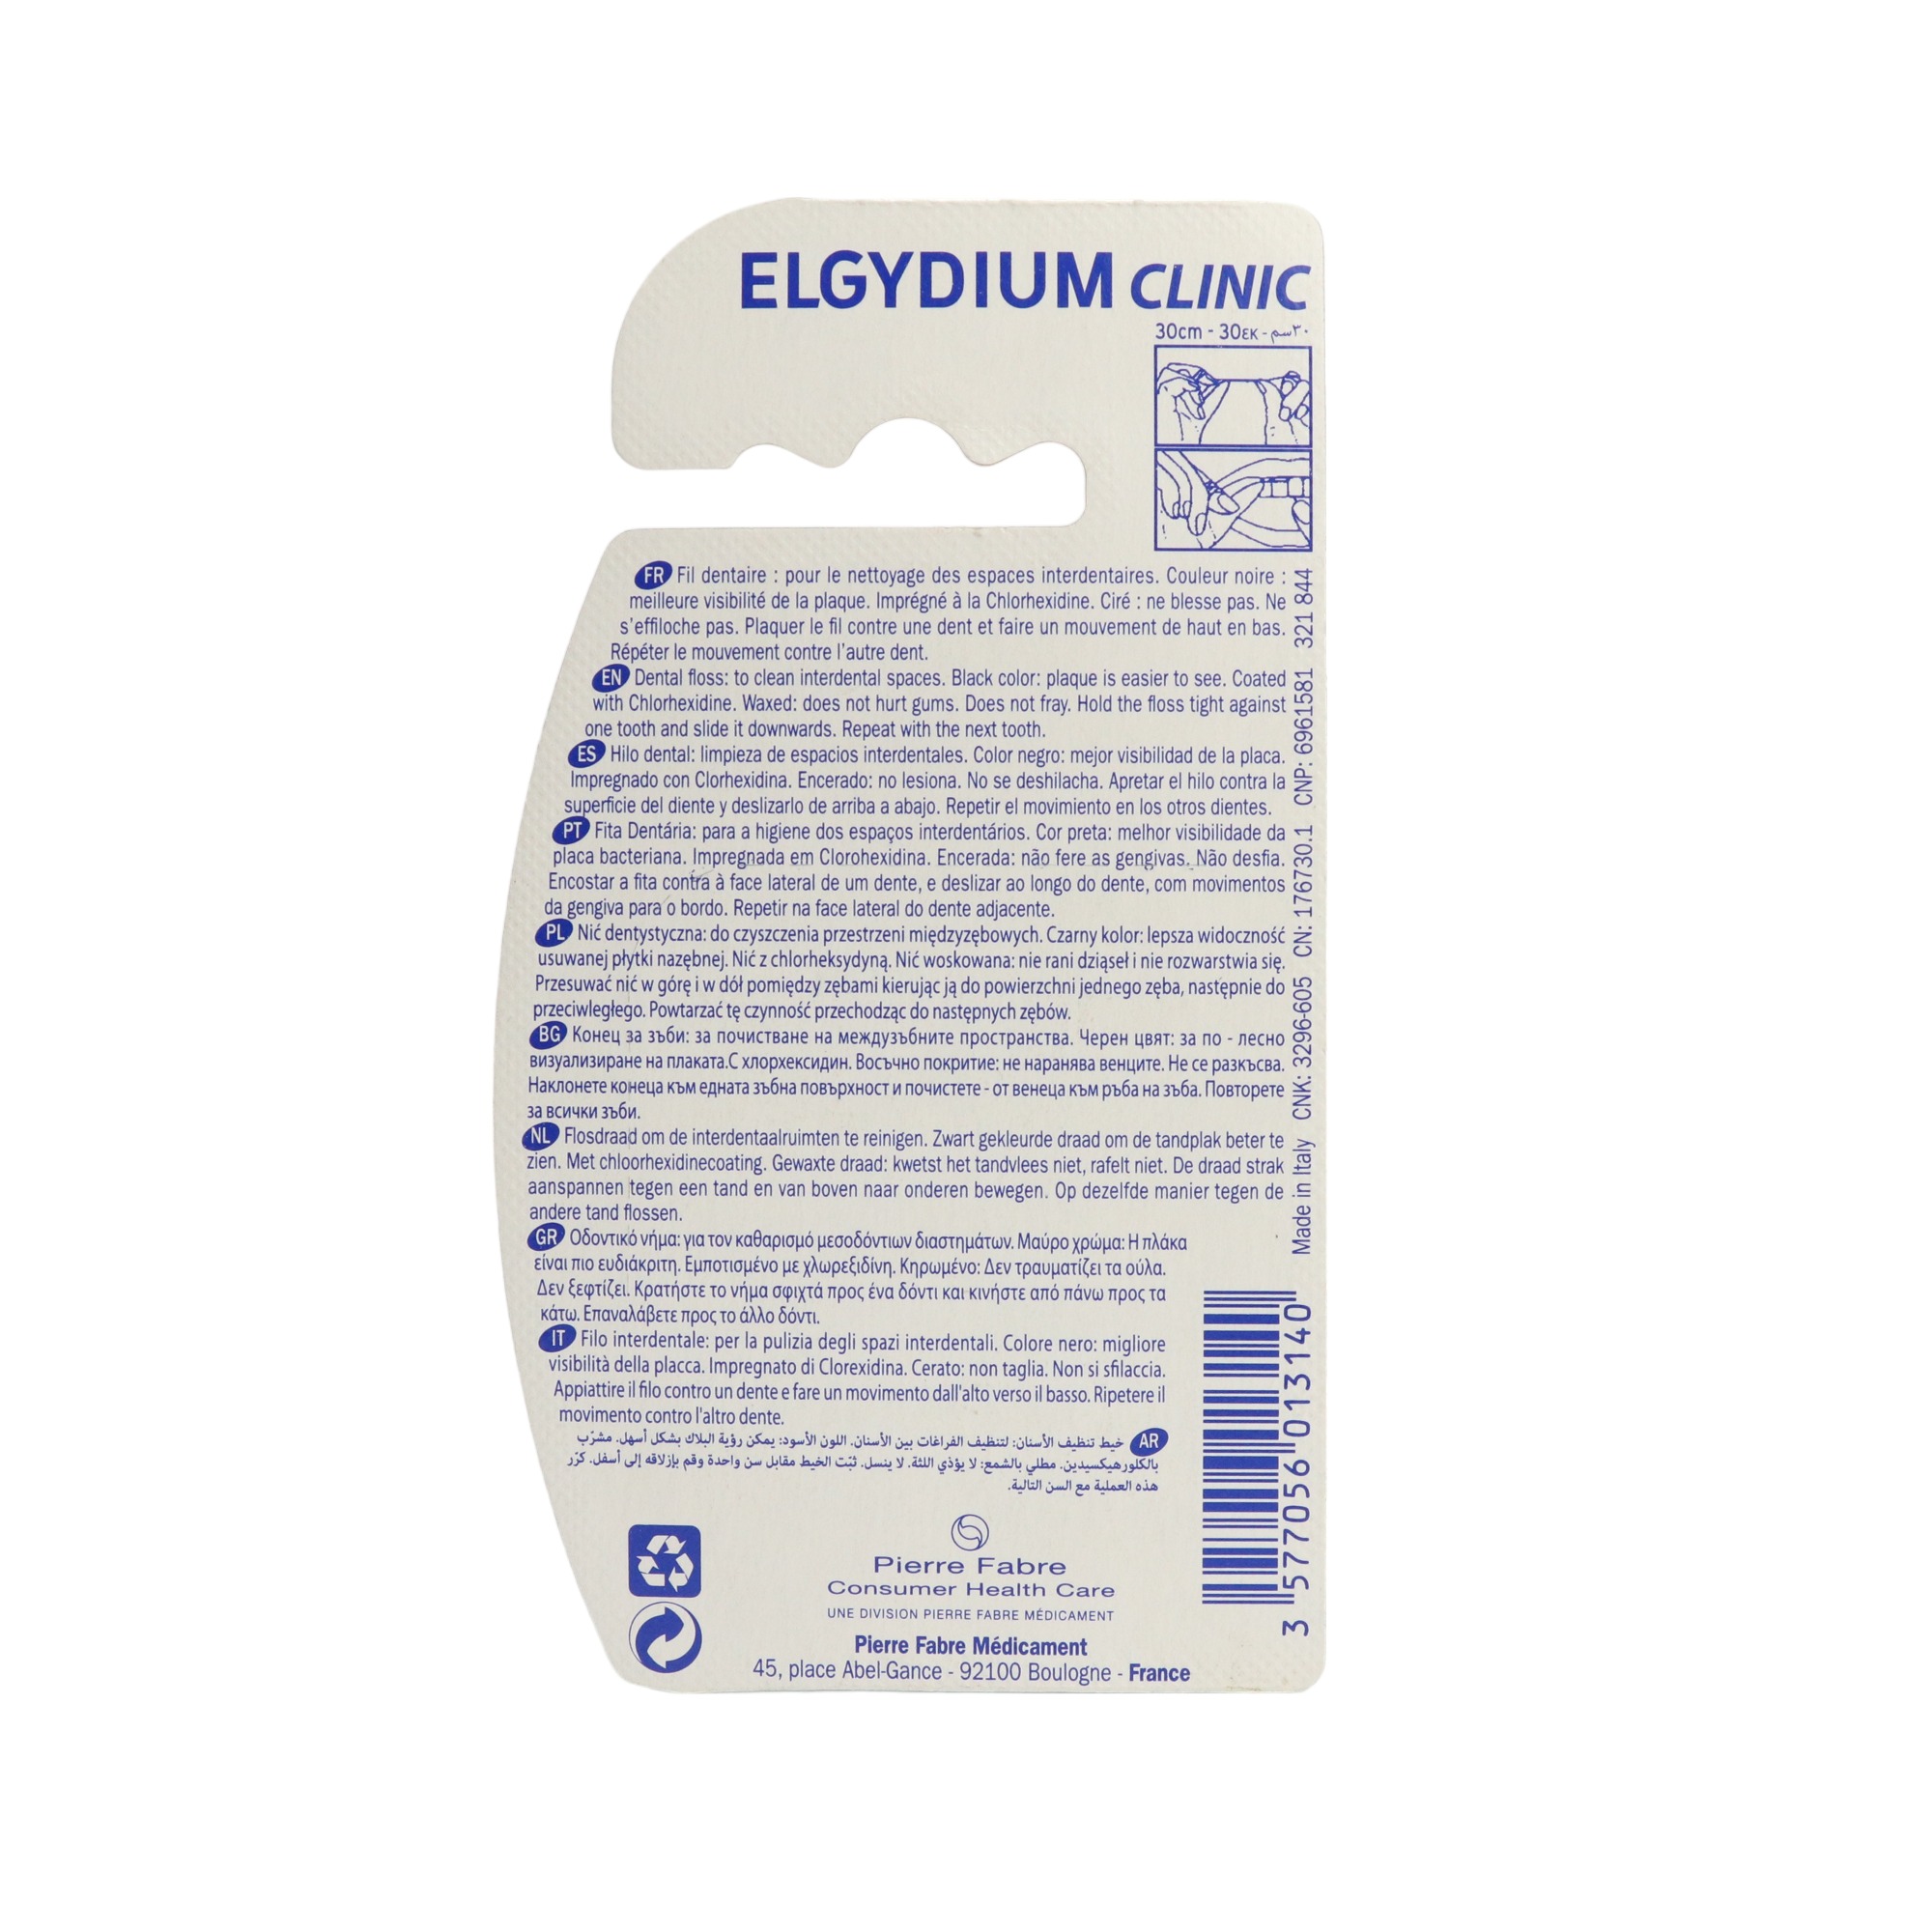 ELGYDIUM CLINIC
30cm - 30εκ - ٣٠سم
FR Fil dentaire : pour le nettoyage des espaces interdentaires. Couleur noire :
meilleure visibilité de la plaque. Imprégné à la Chlorhexidine. Ciré : ne blesse pas. Ne
s'effiloche pas. Plaquer le fil contre une dent et faire un mouvement de haut en bas.
Répéter le mouvement contre l'autre dent.
EN Dental floss: to clean interdental spaces. Black color: plaque is easier to see. Coated
with Chlorhexidine. Waxed: does not hurt gums. Does not fray. Hold the floss tight against
one tooth and slide it downwards. Repeat with the next tooth.
ES Hilo dental: limpieza de espacios interdentales. Color negro: mejor visibilidad de la placa.
Impregnado con Clorhexidina. Encerado: no lesiona. No se deshilacha. Apretar el hilo contra la
superficie del diente y deslizarlo de arriba a abajo. Repetir el movimiento en los otros dientes.
PT Fita Dentária: para a higiene dos espaços interdentários. Cor preta: melhor visibilidade da
placa bacteriana. Impregnada em Clorohexidina. Encerada: não fere as gengivas. Não desfia.
Encostar a fita contra à face lateral de um dente, e deslizar ao longo do dente, com movimentos
da gengiva para o bordo. Repetir na face lateral do dente adjacente.
PL Nić dentystyczna: do czyszczenia przestrzeni międzyzębowych. Czarny kolor: lepsza widoczność
usuwanej płytki nazębnej. Nić z chlorheksydyną. Nić woskowana: nie rani dziąseł i nie rozwarstwia się.
Przesuwać nić w górę i w dół pomiędzy zębami kierując ją do powierzchni jednego zęba, następnie do
przeciwległego. Powtarzać tę czynność przechodząc do następnych zębów.
BG Конец за зъби: за почистване на междузъбните пространства. Черен цвят: за по - лесно
визуализиране на плаката.С хлорхексидин. Восъчно покритие: не наранява венците. Не се разкъсва.
Наклонете конеца към едната зъбна повърхност и почистете - от венеца към ръба на зъба. Повторете
за всички зъби.
NL Flosdraad om de interdentaalruimten te reinigen. Zwart gekleurde draad om de tandplak beter te
zien. Met chloorhexidinecoating. Gewaxte draad: kwetst het tandvlees niet, rafelt niet. De draad strak
aanspannen tegen een tand en van boven naar onderen bewegen. Op dezelfde manier tegen de
andere tand flossen.
GR Οδοντικό νήμα: για τον καθαρισμό μεσοδόντιων διαστημάτων. Μαύρο χρώμα: Η πλάκα
είναι πιο ευδιάκριτη. Εμποτισμένο με χλωρεξιδίνη. Κηρωμένο: Δεν τραυματίζει τα ούλα.
Δεν ξεφτίζει. Κρατήστε το νήμα σφιχτά προς ένα δόντι και κινήστε από πάνω προς τα
κάτω. Επαναλάβετε προς το άλλο δόντι.
IT Filo interdentale: per la pulizia degli spazi interdentali. Colore nero: migliore
visibilità della placca. Impregnato di Clorexidina. Cerato: non taglia. Non si sfilaccia.
Appiattire il filo contro un dente e fare un movimento dall'alto verso il basso. Ripetere il
movimento contro l'altro dente.
AR خيط تنظيف الأسنان: لتنظيف الفراغات بين الأسنان. اللون الأسود: يمكن رؤية البلاك بشكل أسهل. مشرّب
بالكلورهيكسيدين. مطلي بالشمع: لا يؤذي اللثة. لا ينسل. ثبّت الخيط مقابل سن واحدة وقم بإزلاقه إلى أسفل. كرّر
هذه العملية مع السن التالية.
Made in Italy CNK: 3296-605 CN: 176730.1 CNP: 6961581 321 844
3 577056 013140
Pierre Fabre
Consumer Health Care
UNE DIVISION PIERRE FABRE MÉDICAMENT
Pierre Fabre Médicament
45, place Abel-Gance - 92100 Boulogne - France